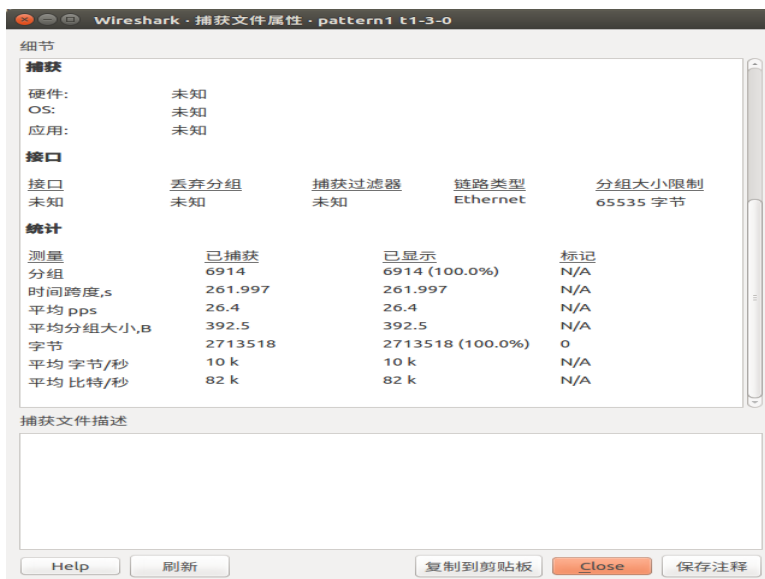 Wireshark · 捕获文件属性 · pattern1 t1-3-0
细节
捕获
硬件: 未知
OS: 未知
应用: 未知
接口
接口 丢弃分组 捕获过滤器 链路类型 分组大小限制
未知 未知 未知 Ethernet 65535 字节
统计
测量 已捕获 已显示 标记
分组 6914 6914 (100.0%) N/A
时间跨度,s 261.997 261.997 N/A
平均 pps 26.4 26.4 N/A
平均分组大小,B 392.5 392.5 N/A
字节 2713518 2713518 (100.0%) 0
平均 字节/秒 10 k 10 k N/A
平均 比特/秒 82 k 82 k N/A
捕获文件描述
Help 刷新 复制到剪贴板 Close 保存注释